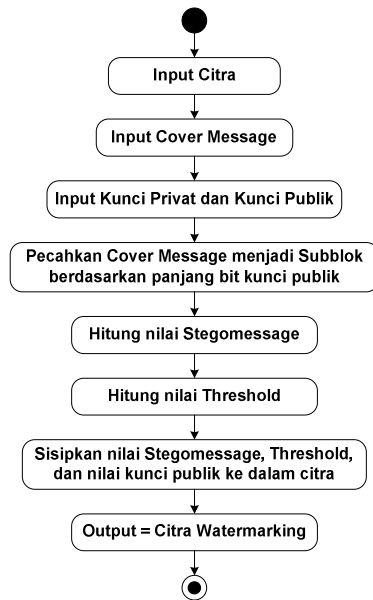 Input Citra
Input Cover Message
Input Kunci Privat dan Kunci Publik
Pecahkan Cover Message menjadi Subblok
berdasarkan panjang bit kunci publik
Hitung nilai Stegomessage
Hitung nilai Threshold
Sisipkan nilai Stegomessage, Threshold,
dan nilai kunci publik ke dalam citra
Output = Citra Watermarking